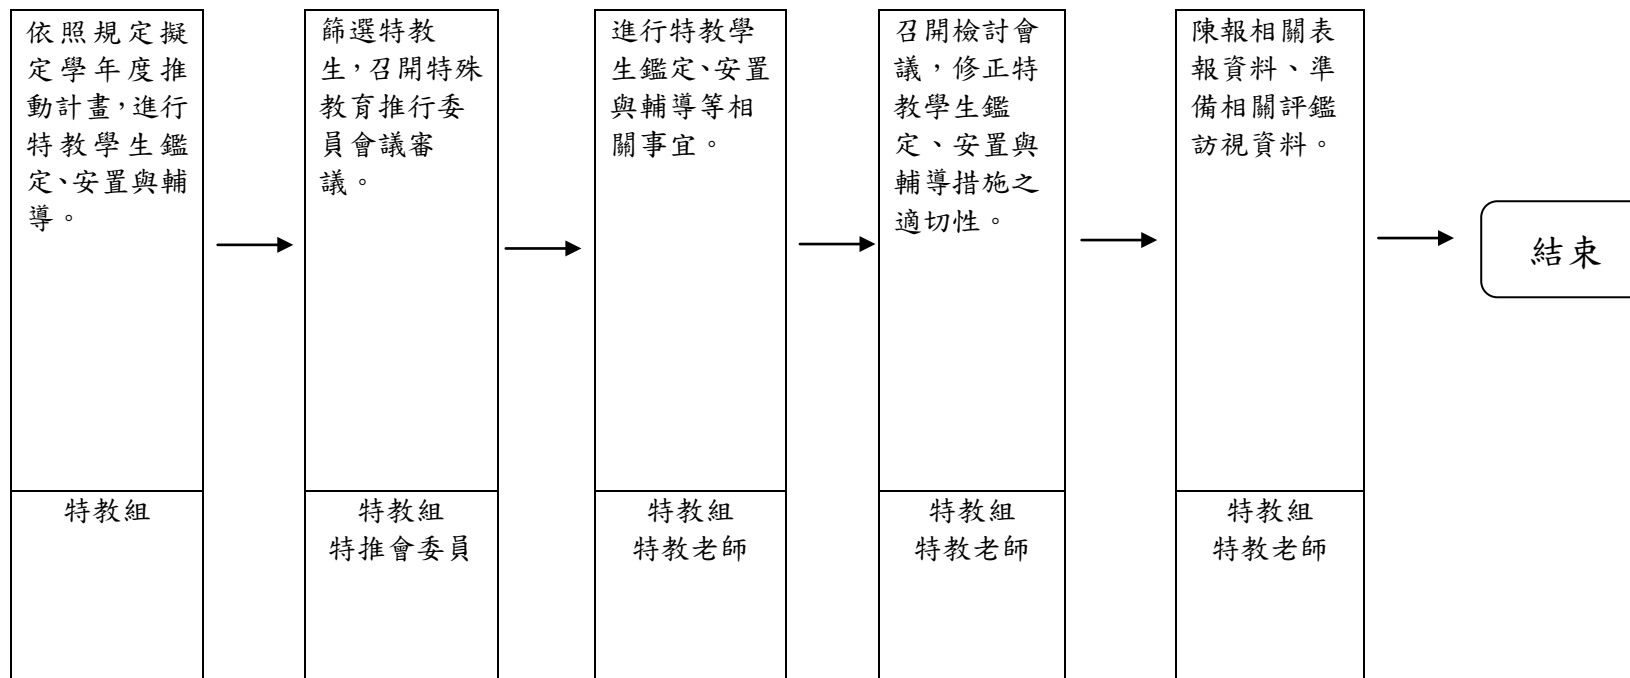 依照規定擬
定學年度推
動計畫，進行
特教學生鑑
定、安置與輔
導。
特教組
篩選特教
生，召開特殊
教育推行委
員會議審
議。
特教組
特推會委員
進行特教學
生鑑定、安置
與輔導等相
關事宜。
特教組
特教老師
召開檢討會
議，修正特
教學生鑑
定、安置與
輔導措施之
適切性。
特教組
特教老師
陳報相關表
報資料、準
備相關評鑑
訪視資料。
特教組
特教老師
結束